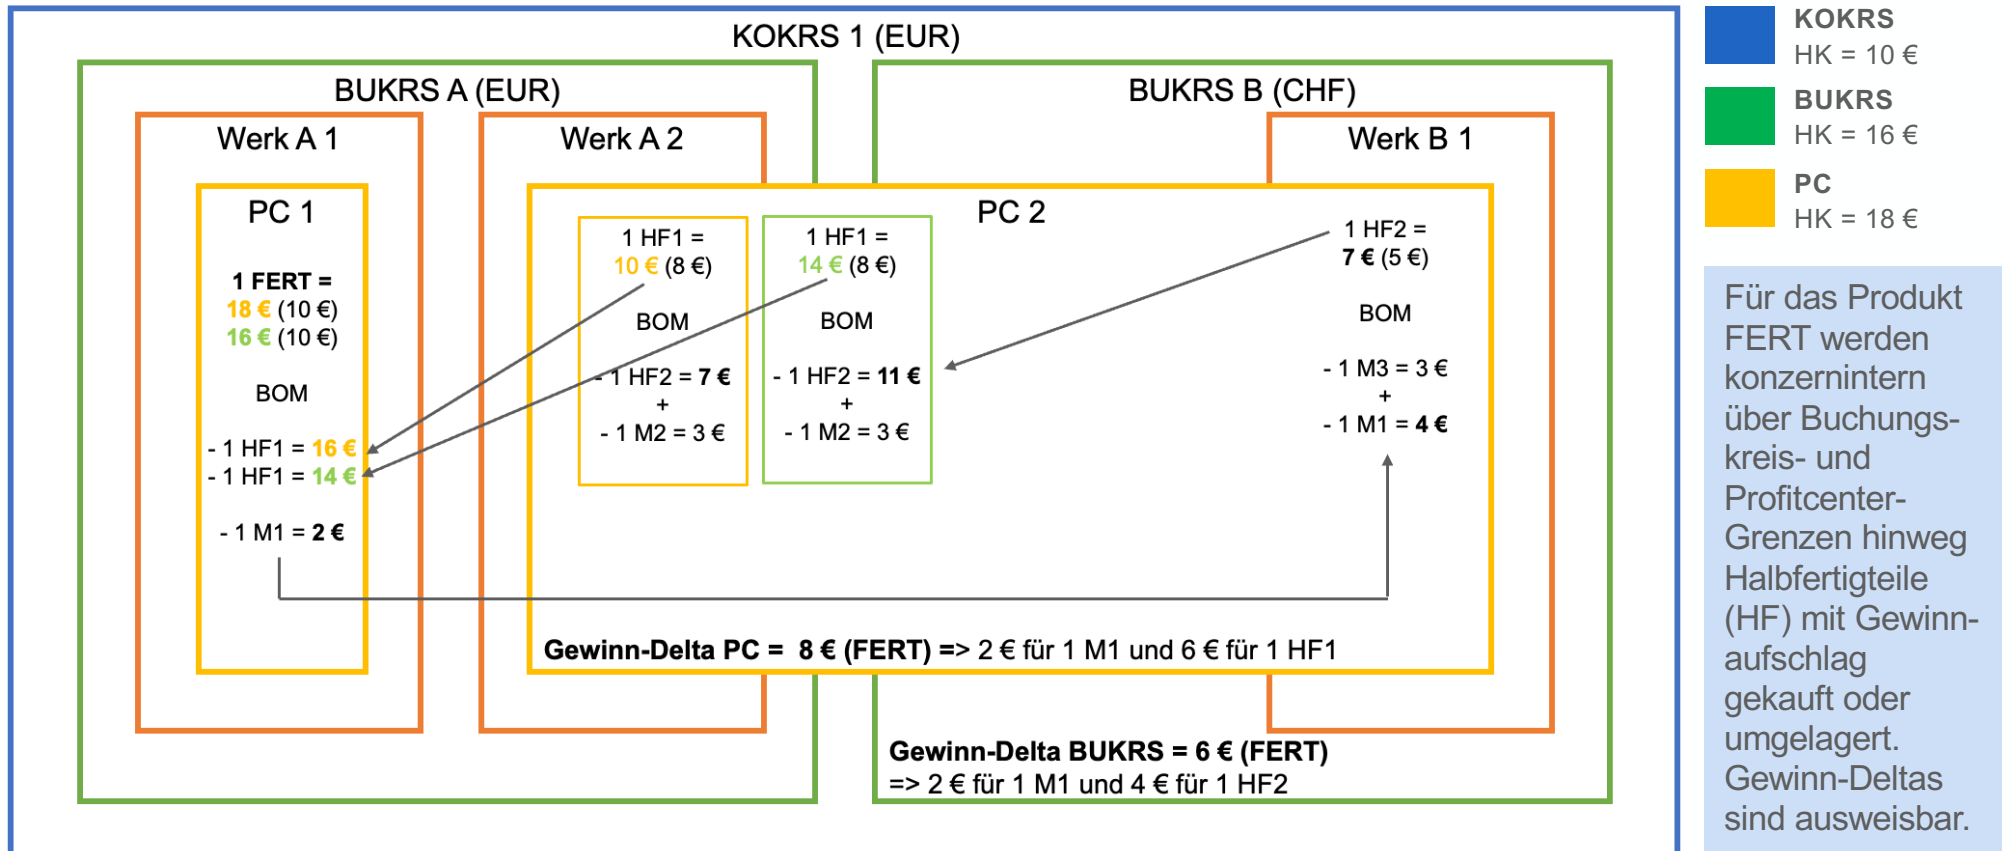 KOKRS 1 (EUR)
BUKRS A (EUR)
Werk A 1
PC 1
1 FERT =
18 € (10 €)
16 € (10 €)
BOM
- 1 HF1 = 16 €
- 1 HF1 = 14 €
- 1 M1 = 2 €
Werk A 2
BUKRS B (CHF)
Werk B 1
PC 2
1 HF1 =
10 € (8 €)
BOM
- 1 HF2 = 7 €
+
- 1 M2 = 3 €
1 HF1 =
14 € (8 €)
BOM
- 1 HF2 = 11 €
+
- 1 M2 = 3 €
1 HF2 =
7 € (5 €)
BOM
- 1 M3 = 3 €
+
- 1 M1 = 4 €
Gewinn-Delta PC = 8 € (FERT) => 2 € für 1 M1 und 6 € für 1 HF1
Gewinn-Delta BUKRS = 6 € (FERT)
=> 2 € für 1 M1 und 4 € für 1 HF2
KOKRS
HK = 10 €
BUKRS
HK = 16 €
PC
HK = 18 €
Für das Produkt
FERT werden
konzernintern
über Buchungs-
kreis- und
Profitcenter-
Grenzen hinweg
Halbfertigteile
(HF) mit Gewinn-
aufschlag
gekauft oder
umgelagert.
Gewinn-Deltas
sind ausweisbar.